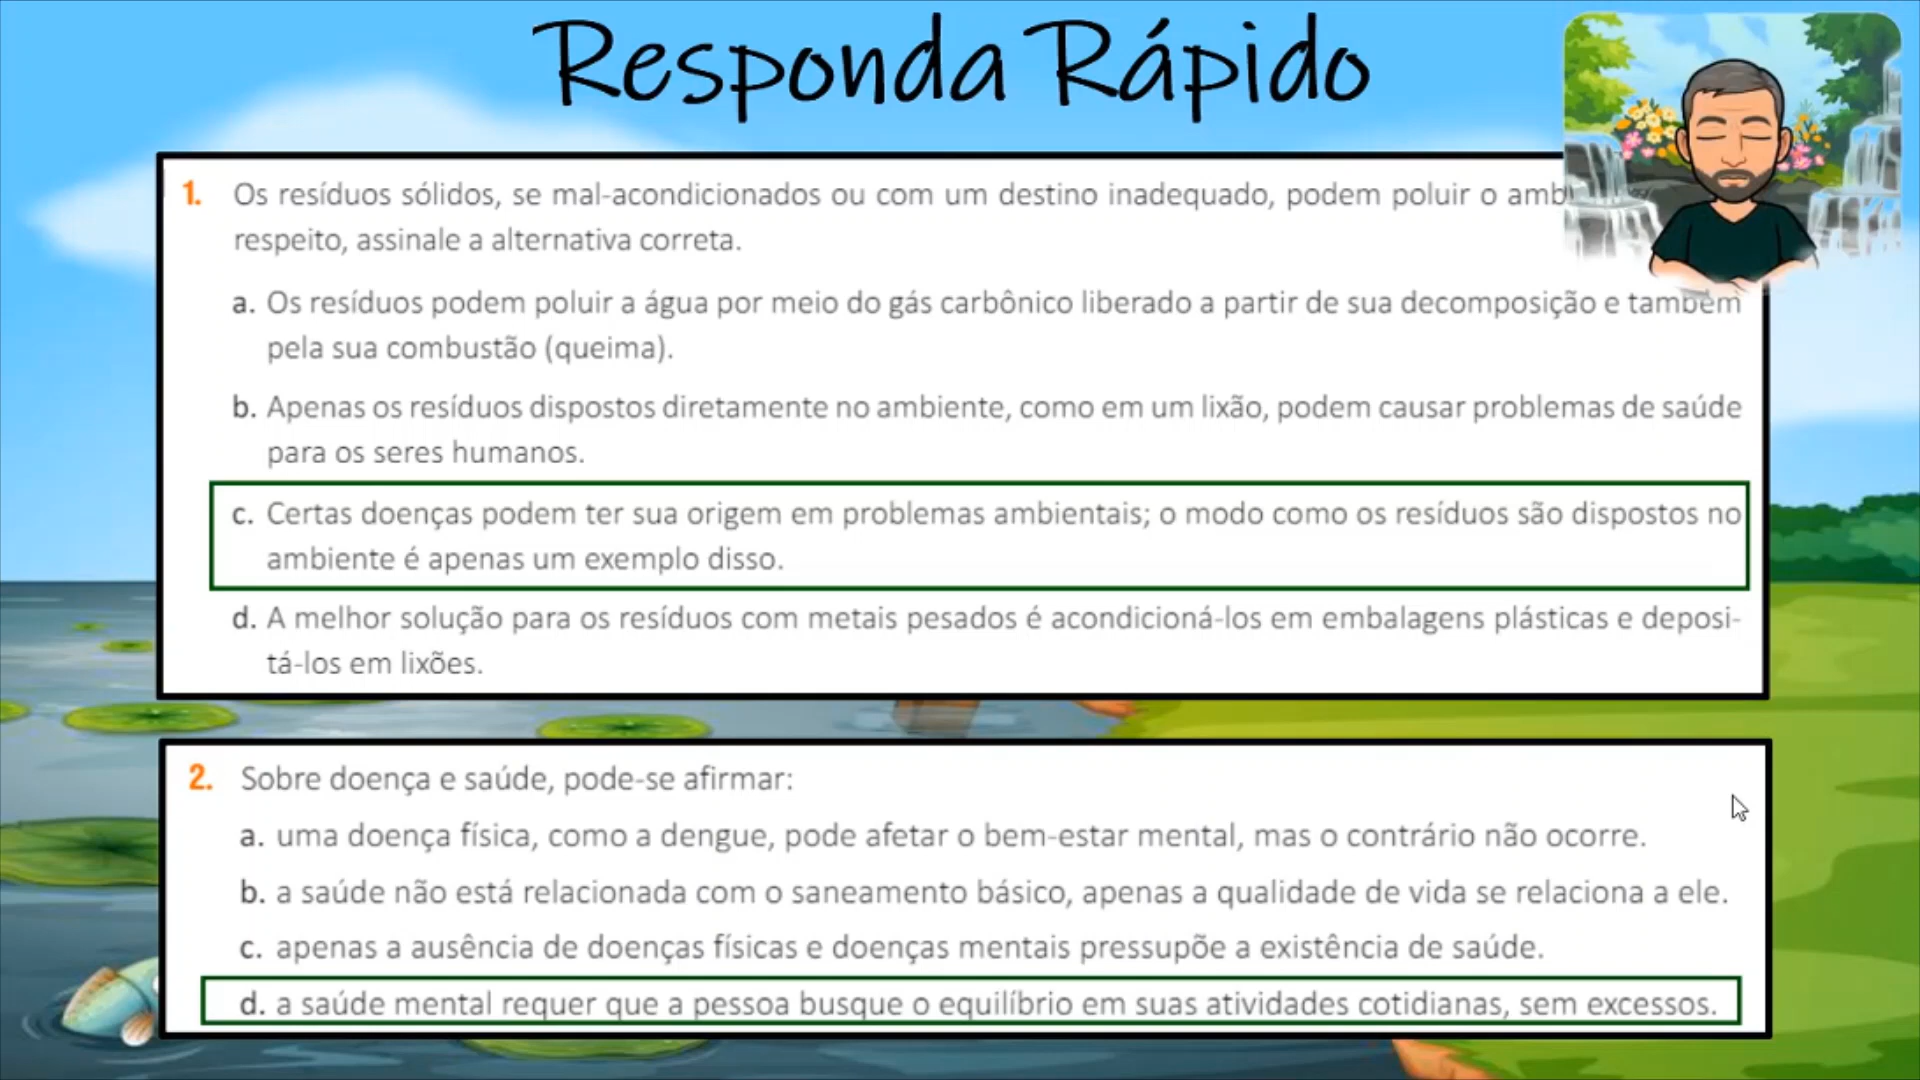 Responda Rápido
1. Os resíduos sólidos, se mal-acondicionados ou com um destino inadequado, podem poluir o
respeito, assinale a alternativa correta.
a. Os resíduos podem poluir a água por meio do gás carbônico liberado a partir de sua decomposição e também
pela sua combustão (queima).
b. Apenas os resíduos dispostos diretamente no ambiente, como em um lixão, podem causar problemas de saúde
para os seres humanos.
c. Certas doenças podem ter sua origem em problemas ambientais; o modo como os resíduos são dispostos no
ambiente é apenas um exemplo disso.
d. A melhor solução para os resíduos com metais pesados é acondicioná-los em embalagens plásticas e deposi-
tá-los em lixões.
2. Sobre doença e saúde, pode-se afirmar:
a. uma doença física, como a dengue, pode afetar o bem-estar mental, mas o contrário não ocorre.
b. a saúde não está relacionada com o saneamento básico, apenas a qualidade de vida se relaciona a ele.
c. apenas a ausência de doenças físicas e doenças mentais pressupõe a existência de saúde.
d. a saúde mental requer que a pessoa busque o equilíbrio em suas atividades cotidianas, sem excessos.